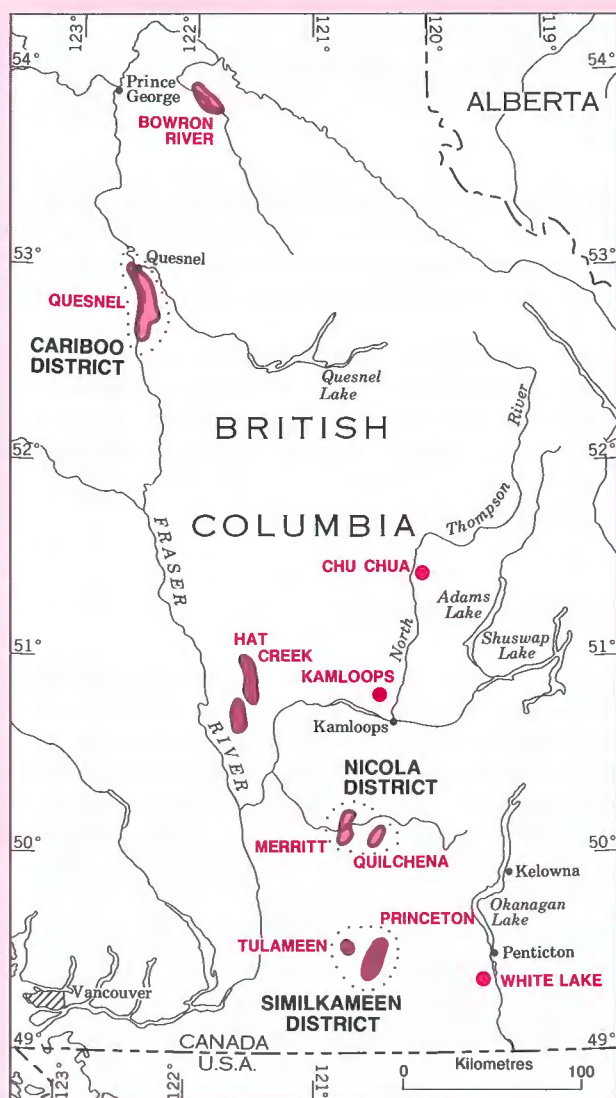 123°
122°
121°
120°
119°
54°
54°
Prince
George
BOWRON
RIVER
ALBERTA
53°
53°
Quesnel
QUESNEL
CARIBOO
DISTRICT
Quesnel
Lake
BRITISH
River
52°
52°
COLUMBIA
Thompson
FRASER
CHU CHUA
Adams
Lake
North
Shuswap
Lake
51°
51°
HAT
CREEK
KAMLOOPS
Kamloops
RIVER
NICOLA
DISTRICT
50°
50°
MERRITT
QUILCHENA
Kelowna
Okanagan
Lake
PRINCETON
TULAMEEN
Penticton
WHITE LAKE
Vancouver
SIMILKAMEEN
DISTRICT
49°
49°
CANADA
U.S.A.
123°
122°
121°
0 Kilometres 100